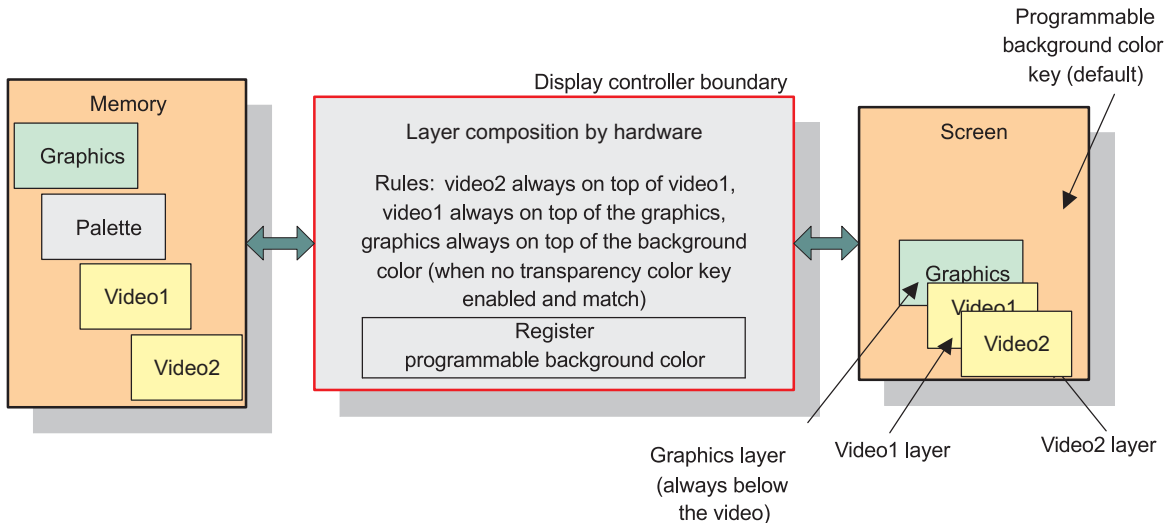 Programmable
background color
key (default)
Display controller boundary
Memory
Graphics
Palette
Video1
Video2
Layer composition by hardware
Rules: video2 always on top of video1,
video1 always on top of the graphics,
graphics always on top of the background
color (when no transparency color key
enabled and match)
Register
programmable background color
Screen
Graphics
Video1
Video2
Graphics layer
(always below
the video)
Video1 layer
Video2 layer